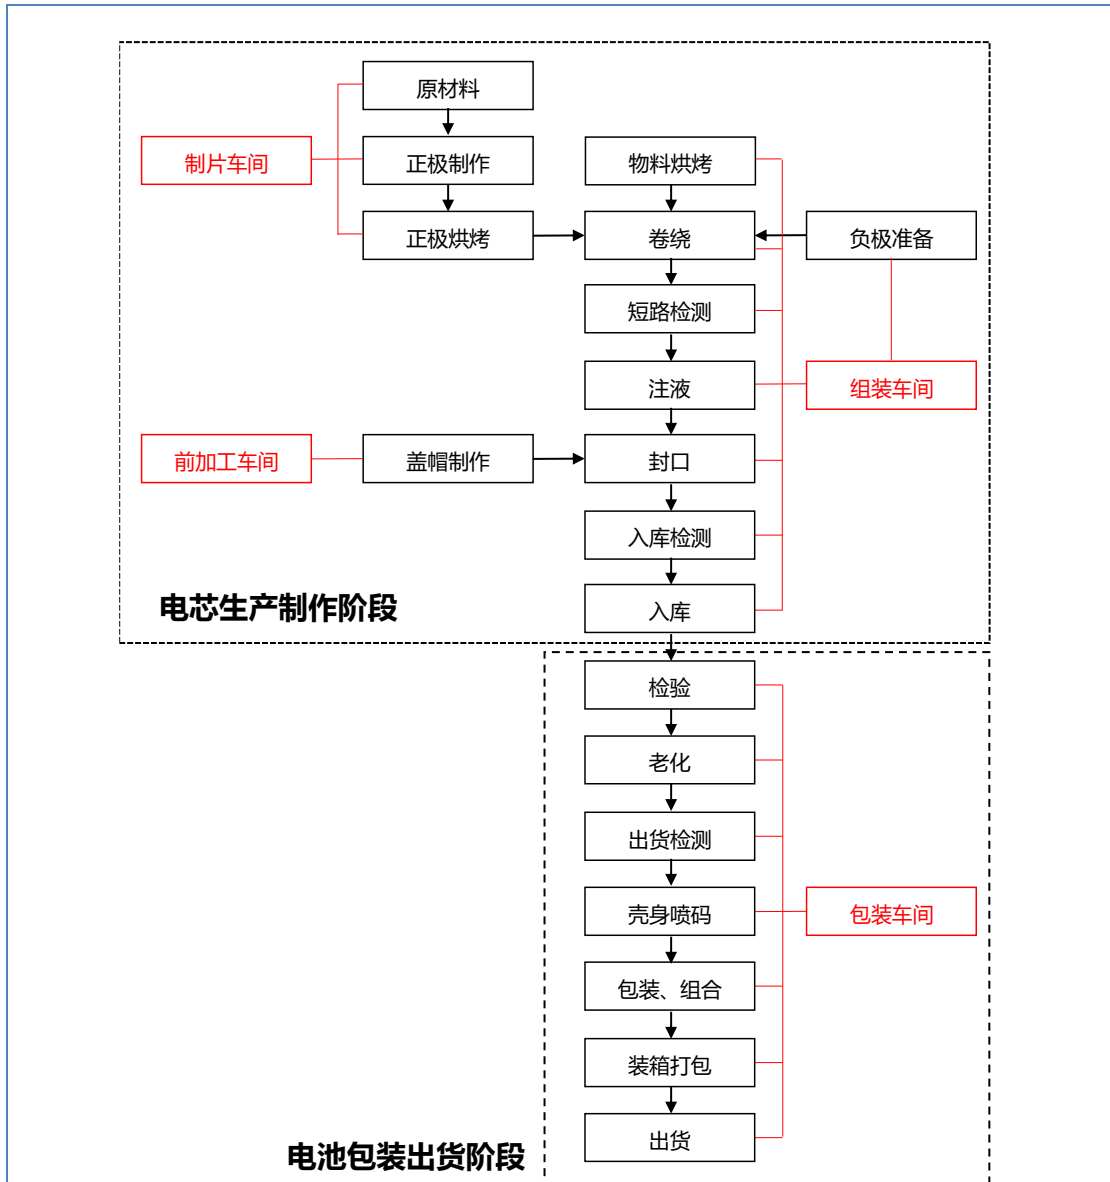 原材料
制片车间
正极制作
物料烘烤
正极烘烤
卷绕
负极准备
短路检测
注液
组装车间
前加工车间
盖帽制作
封口
入库检测
电芯生产制作阶段
入库
检验
老化
出货检测
壳身喷码
包装车间
包装、组合
装箱打包
出货
电池包装出货阶段